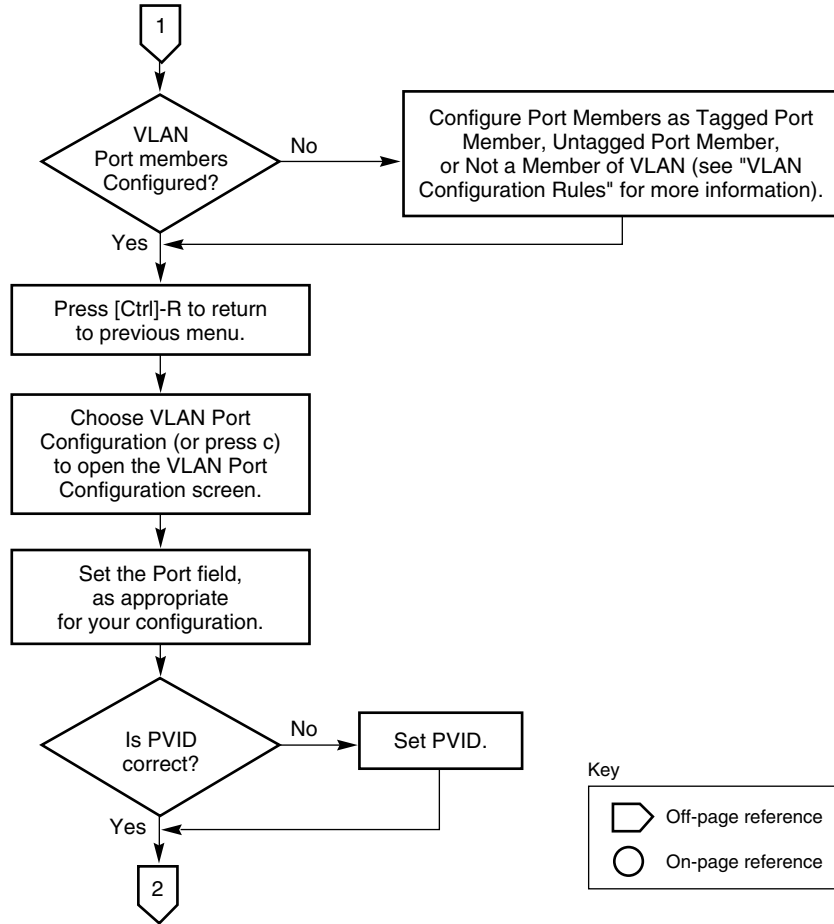 1
VLAN
Port members
Configured?
No
Configure Port Members as Tagged Port
Member, Untagged Port Member,
or Not a Member of VLAN (see "VLAN
Configuration Rules" for more information).
Yes
Press [Ctrl]-R to return
to previous menu.
Choose VLAN Port
Configuration (or press c)
to open the VLAN Port
Configuration screen.
Set the Port field,
as appropriate
for your configuration.
Is PVID
correct?
No
Set PVID.
Yes
2
Key
Off-page reference
On-page reference